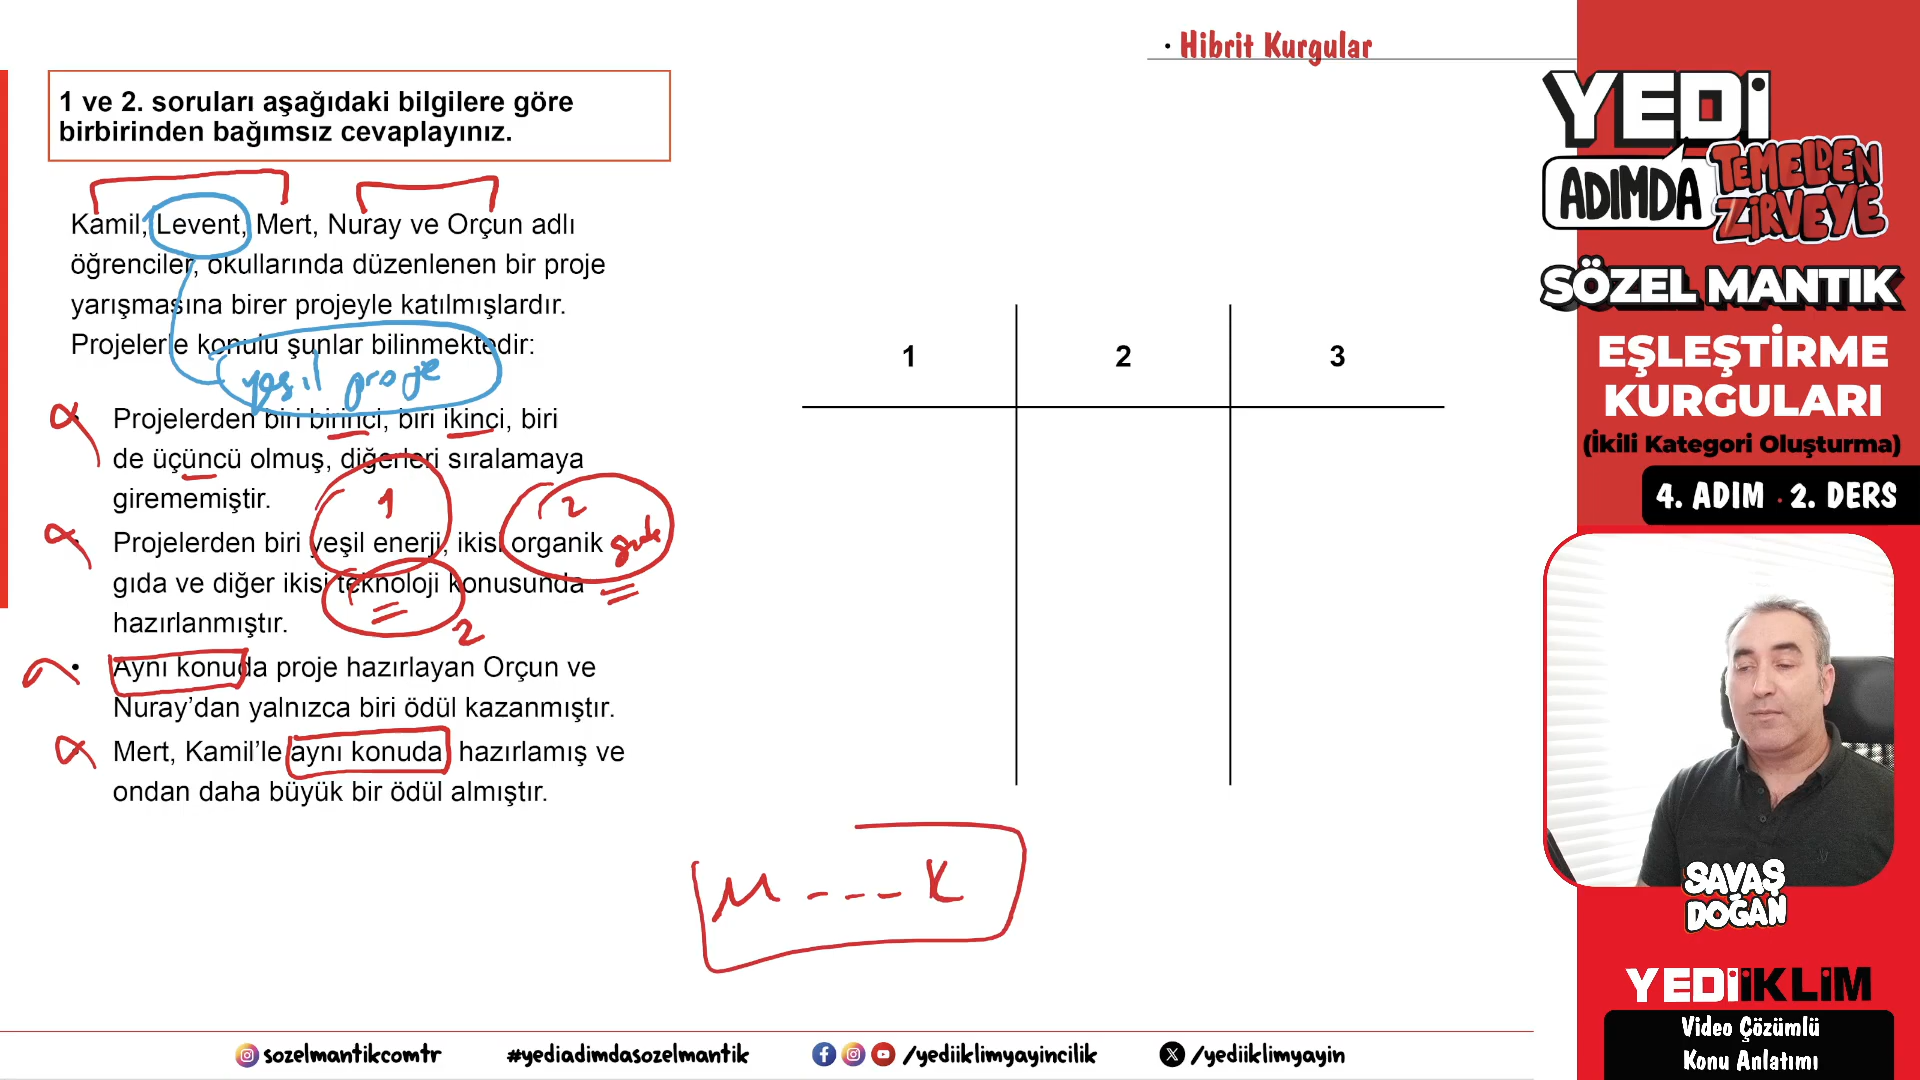 · Hibrit Kurgular
1 ve 2. soruları aşağıdaki bilgilere göre
birbirinden bağımsız cevaplayınız.
Kamil, Levent, Mert, Nuray ve Orçun adlı
öğrenciler, okullarında düzenlenen bir proje
yarışmasına birer projeyle katılmışlardır.
Projelerle konulu şunlar bilinmektedir:
yeşil proje
• Projelerden biri birinci, biri ikinci, biri
de üçüncü olmuş, diğerleri sıralamaya
girememiştir.
1
2
• Projelerden biri yeşil enerji, ikisi organik gıda
gıda ve diğer ikisi teknoloji konusunda
hazırlanmıştır.
2
• Aynı konuda proje hazırlayan Orçun ve
Nuray'dan yalnızca biri ödül kazanmıştır.
Mert, Kamil'le aynı konuda hazırlamış ve
ondan daha büyük bir ödül almıştır.
1 2 3
M - - - K
YEDİ
ADIMDA TEMELDEN
ZİRVEYE
SÖZEL MANTIK
EŞLEŞTİRME
KURGULARI
(İkili Kategori Oluşturma)
4. ADIM · 2. DERS
SAVAŞ
DOĞAN
YEDİİKLİM
Video Çözümlü
Konu Anlatımı
sozelmantikcomtr #yediadimdasozelmantik /yediiklimyayincilik /yediiklimyayin